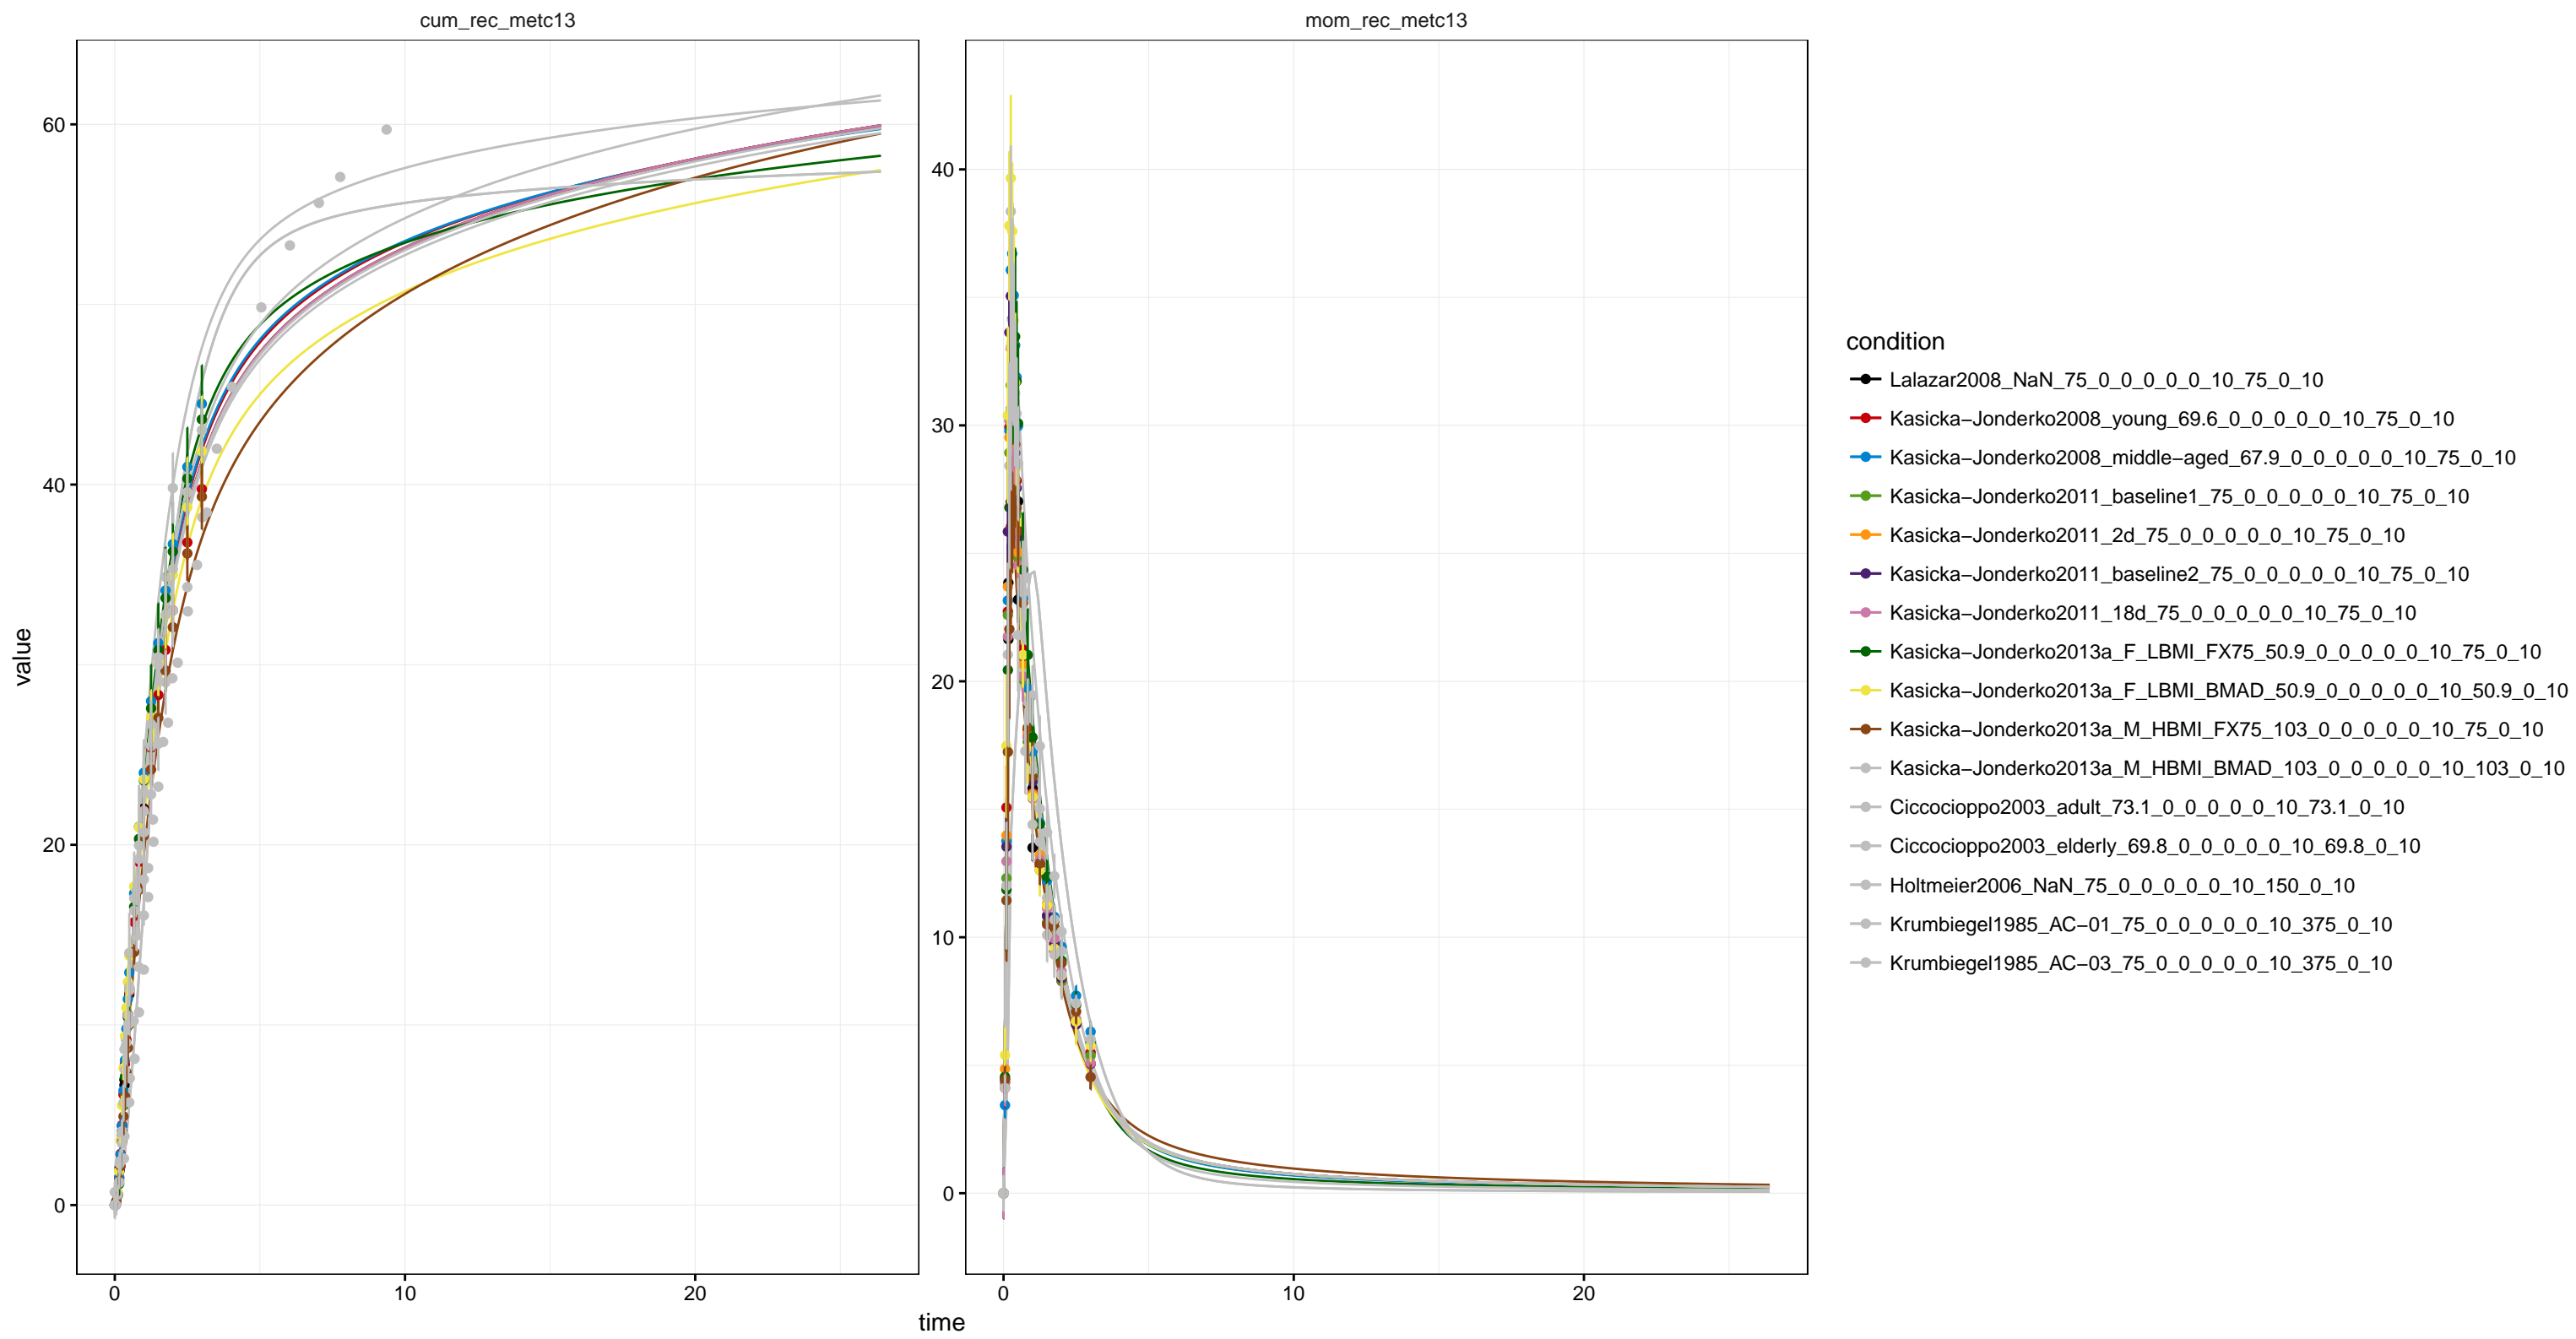 cum_rec_metc13
mom_rec_metc13
60
40
20
0
40
30
20
10
0
0
10
20
0
10
20
value
time
condition
Lalazar2008_NaN_75_0_0_0_0_0_10_75_0_10
Kasicka−Jonderko2008_young_69.6_0_0_0_0_0_10_75_0_10
Kasicka−Jonderko2008_middle−aged_67.9_0_0_0_0_0_10_75_0_10
Kasicka−Jonderko2011_baseline1_75_0_0_0_0_0_10_75_0_10
Kasicka−Jonderko2011_2d_75_0_0_0_0_0_10_75_0_10
Kasicka−Jonderko2011_baseline2_75_0_0_0_0_0_10_75_0_10
Kasicka−Jonderko2011_18d_75_0_0_0_0_0_10_75_0_10
Kasicka−Jonderko2013a_F_LBMI_FX75_50.9_0_0_0_0_0_10_75_0_10
Kasicka−Jonderko2013a_F_LBMI_BMAD_50.9_0_0_0_0_0_10_50.9_0_10
Kasicka−Jonderko2013a_M_HBMI_FX75_103_0_0_0_0_0_10_75_0_10
Kasicka−Jonderko2013a_M_HBMI_BMAD_103_0_0_0_0_0_10_103_0_10
Ciccocioppo2003_adult_73.1_0_0_0_0_0_10_73.1_0_10
Ciccocioppo2003_elderly_69.8_0_0_0_0_0_10_69.8_0_10
Holtmeier2006_NaN_75_0_0_0_0_0_10_150_0_10
Krumbiegel1985_AC−01_75_0_0_0_0_0_10_375_0_10
Krumbiegel1985_AC−03_75_0_0_0_0_0_10_375_0_10